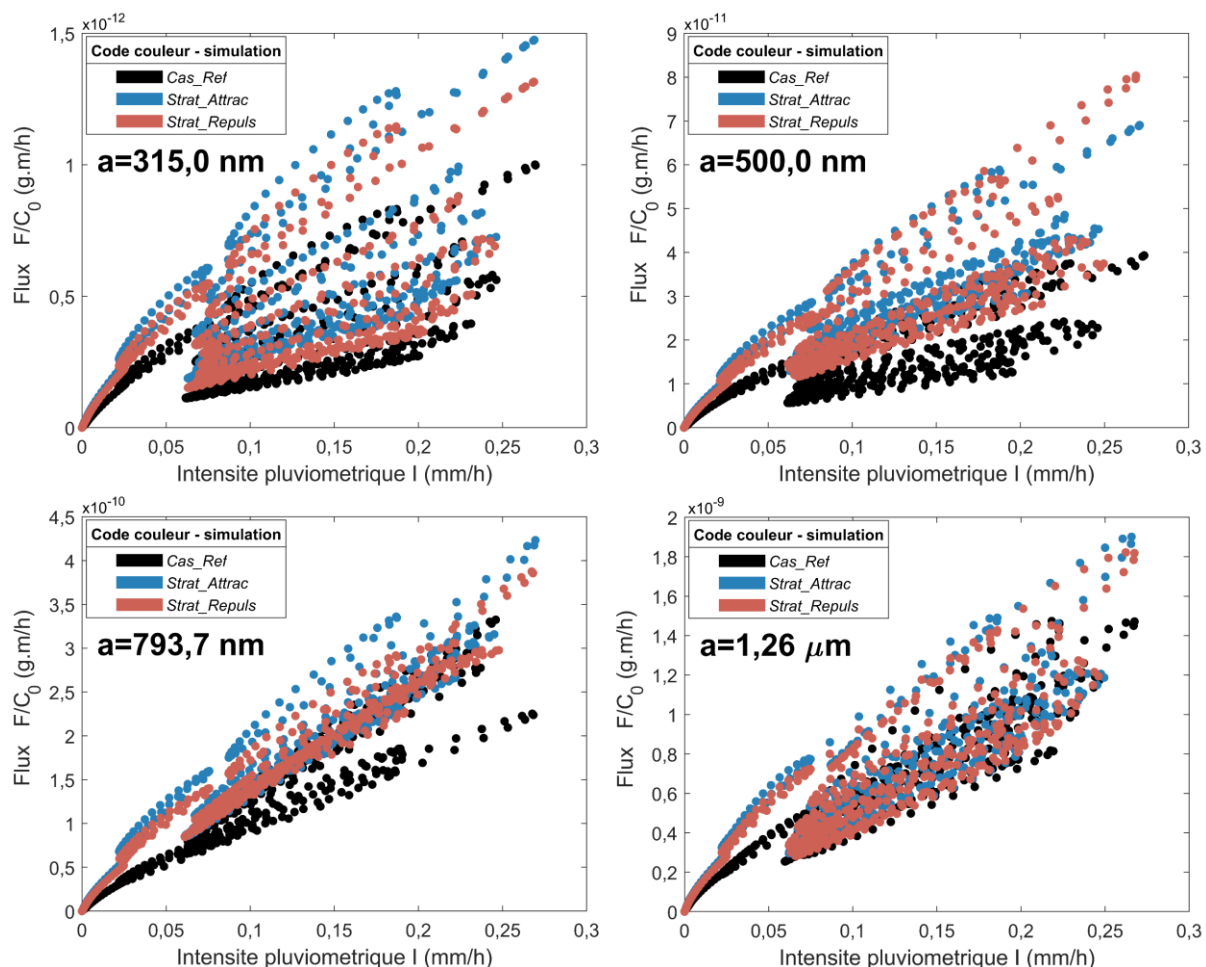 ×10⁻¹²
1,5
1
0,5
0
Flux F/C₀ (g.m/h)
Code couleur - simulation
Cas_Ref
Strat_Attrac
Strat_Repuls
a=315,0 nm
0 0,05 0,1 0,15 0,2 0,25 0,3
Intensite pluviometrique I (mm/h)
×10⁻¹¹
9
8
7
6
5
4
3
2
1
0
Flux F/C₀ (g.m/h)
Code couleur - simulation
Cas_Ref
Strat_Attrac
Strat_Repuls
a=500,0 nm
0 0,05 0,1 0,15 0,2 0,25 0,3
Intensite pluviometrique I (mm/h)
×10⁻¹⁰
4,5
4
3,5
3
2,5
2
1,5
1
0,5
0
Flux F/C₀ (g.m/h)
Code couleur - simulation
Cas_Ref
Strat_Attrac
Strat_Repuls
a=793,7 nm
0 0,05 0,1 0,15 0,2 0,25 0,3
Intensite pluviometrique I (mm/h)
×10⁻⁹
2
1,8
1,6
1,4
1,2
1
0,8
0,6
0,4
0,2
0
Flux F/C₀ (g.m/h)
Code couleur - simulation
Cas_Ref
Strat_Attrac
Strat_Repuls
a=1,26 μm
0 0,05 0,1 0,15 0,2 0,25 0,3
Intensite pluviometrique I (mm/h)